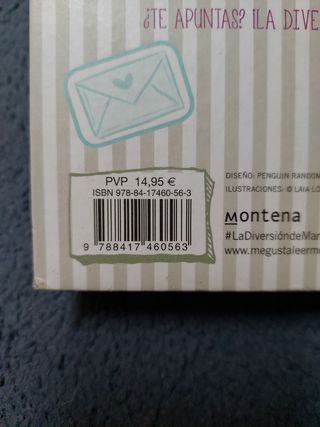 ¿TE APUNTAS? ¡LA DIVE
PVP 14,95 €
ISBN 978-84-17460-56-3
9 788417 460563
DISEÑO: PENGUIN RANDOM
ILUSTRACIONES: © LAIA LÓ
Montena
#LaDiversióndeMar
www.megustaleerm